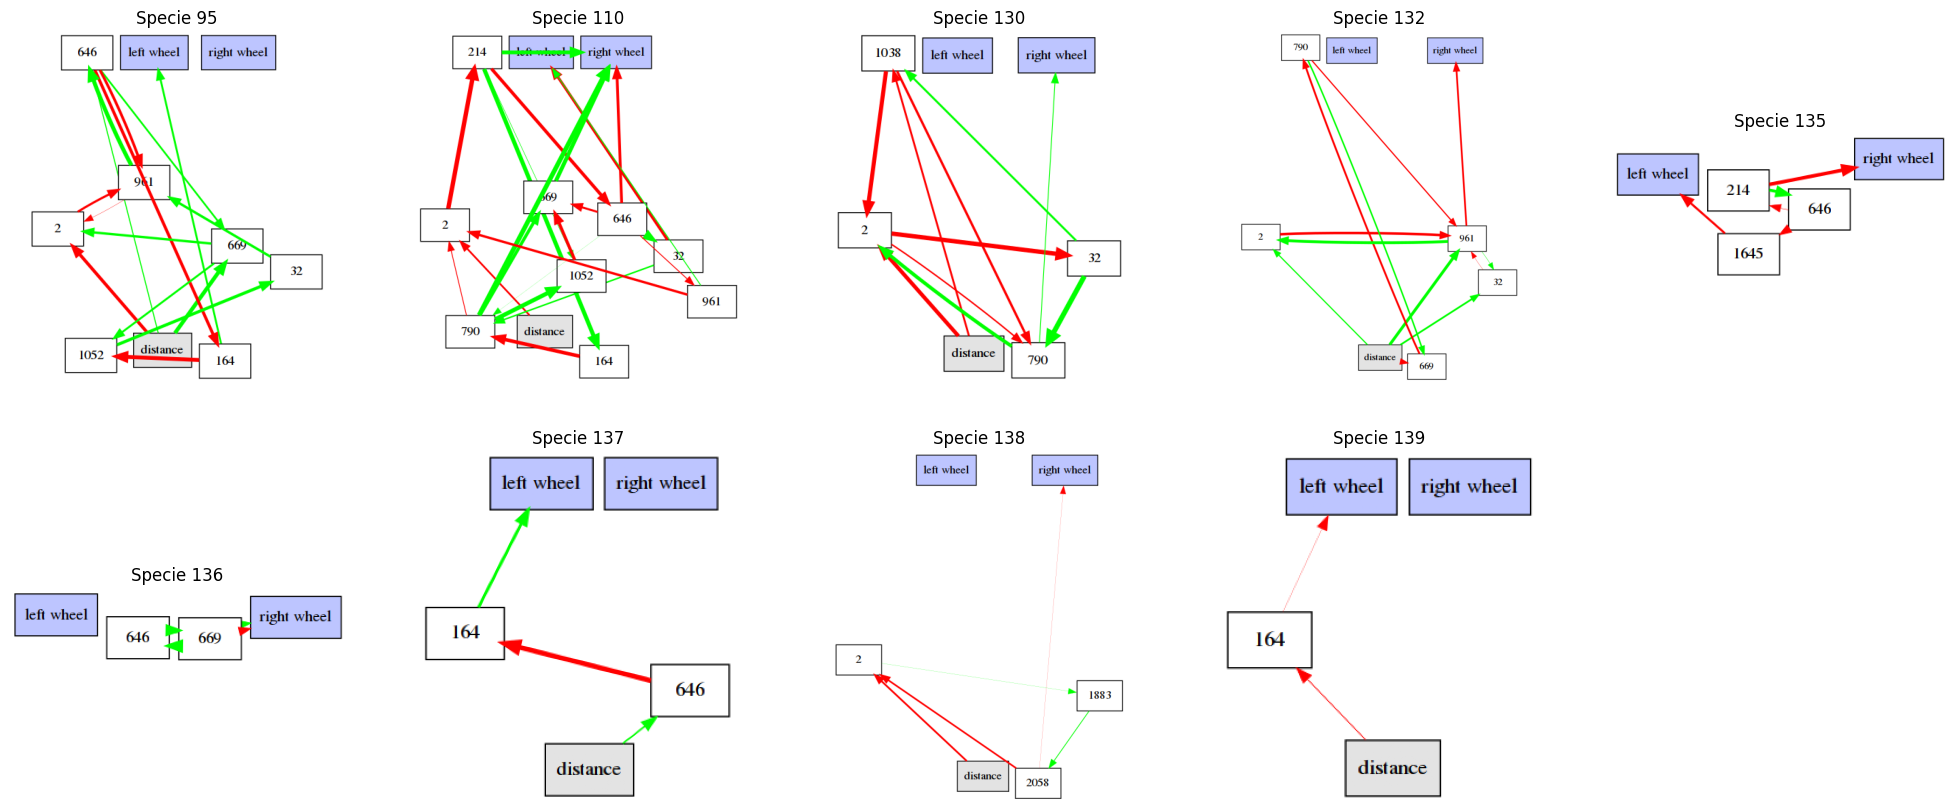 Specie 95
646
left wheel
right wheel
961
2
669
32
1052
distance
164
Specie 110
214
left wheel
right wheel
669
2
646
32
1052
961
790
distance
164
Specie 130
1038
left wheel
right wheel
2
32
distance
790
Specie 132
790
left wheel
right wheel
2
961
32
distance
669
Specie 135
left wheel
214
right wheel
646
1645
Specie 136
left wheel
646
669
right wheel
Specie 137
left wheel
right wheel
164
646
distance
Specie 138
left wheel
right wheel
2
1883
distance
2058
Specie 139
left wheel
right wheel
164
distance